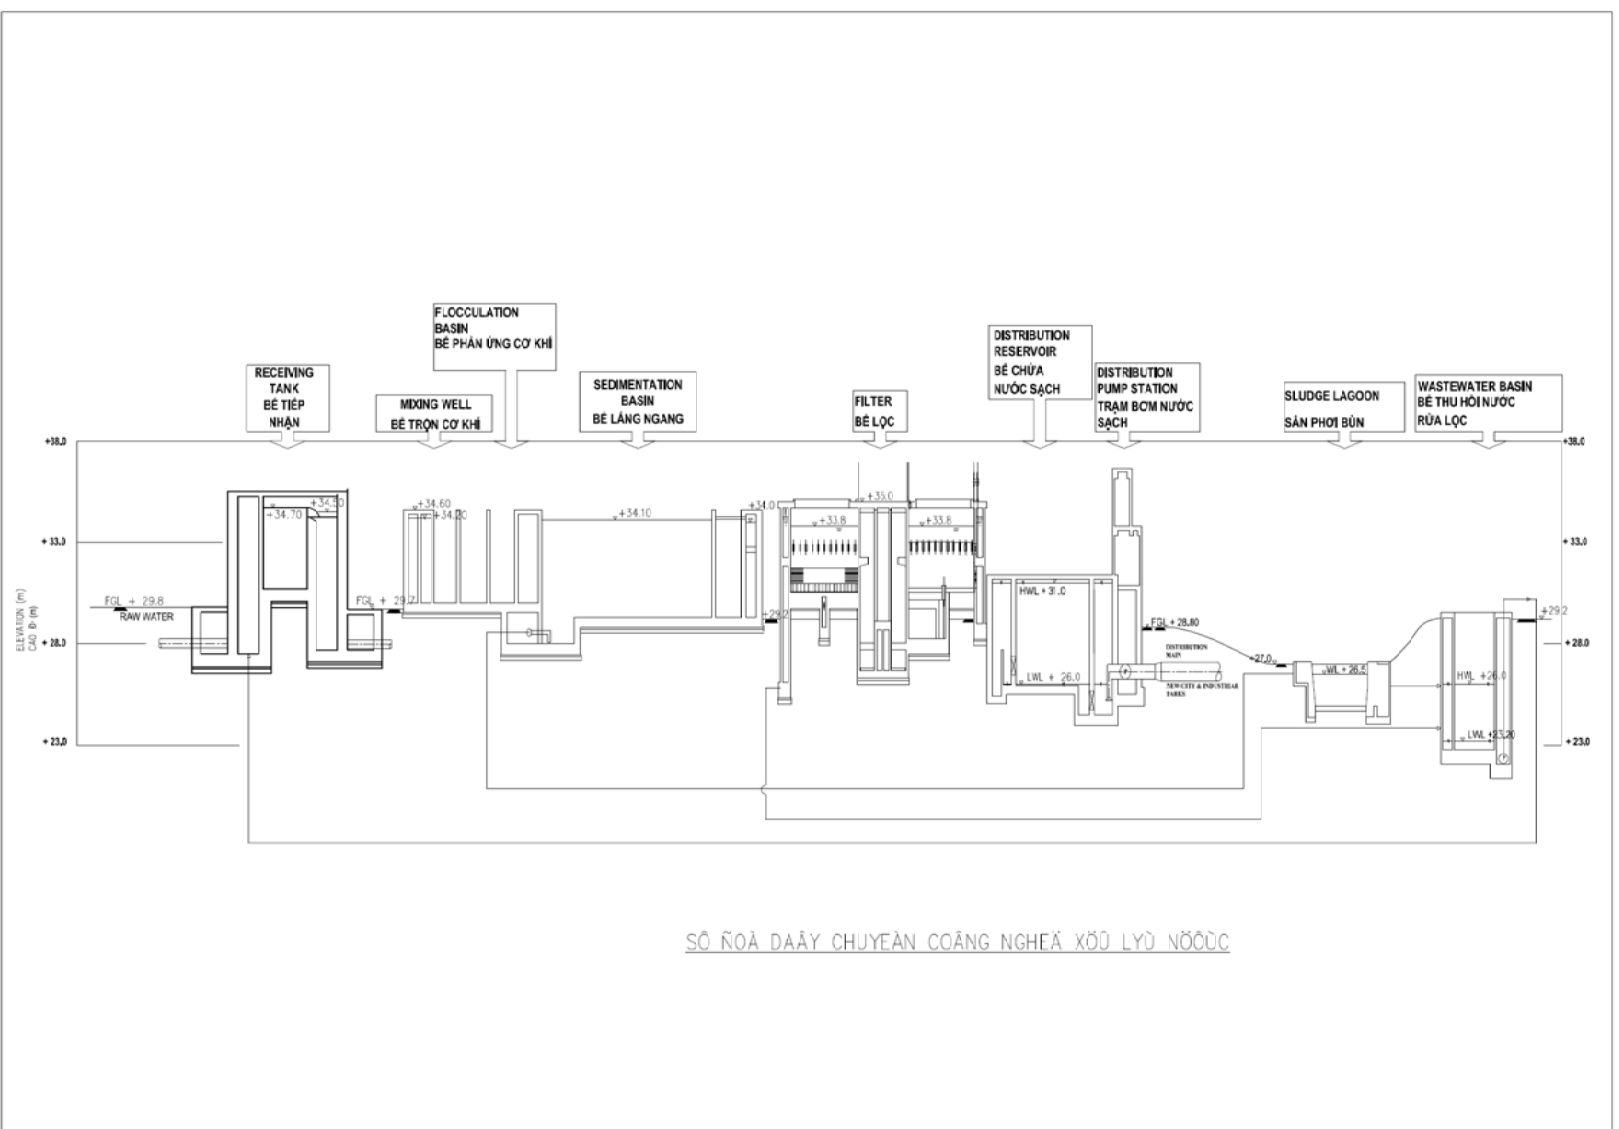 FLOCCULATION
BASIN
BỂ PHẢN ỨNG CƠ KHÍ
DISTRIBUTION
RESERVOIR
BỂ CHỨA
NƯỚC SẠCH
RECEIVING
TANK
BỂ TIẾP
NHẬN
MIXING WELL
BỂ TRỘN CƠ KHÍ
SEDIMENTATION
BASIN
BỂ LẮNG NGANG
FILTER
BỂ LỌC
DISTRIBUTION
PUMP STATION
TRẠM BƠM NƯỚC
SẠCH
SLUDGE LAGOON
SÂN PHƠI BÙN
WASTEWATER BASIN
BỂ THU HỒI NƯỚC
RỬA LỌC
+38.0
+38.0
+34.50
+34.70
+34.60
+34.20
+34.10
+34.0
+35.0
+33.8
+33.8
+33.0
+33.0
FGL + 29.8
RAW WATER
FGL + 29.7
+29.2
HWL + 31.0
LWL + 26.0
FGL + 28.80
DISTRIBUTION
MAIN
NEW CITY & INDUSTRIAR
PARKS
+27.0
WL + 26.5
+29.2
HWL +26.0
LWL +23.20
ELEVATION (m)
CAO Đ· (m)
+28.0
+28.0
+23.0
+23.0
SÔ ÑOÀ DAÂY CHUYEÀN COÂNG NGHEÄ XÖÛ LYÙ NÖÔÙC